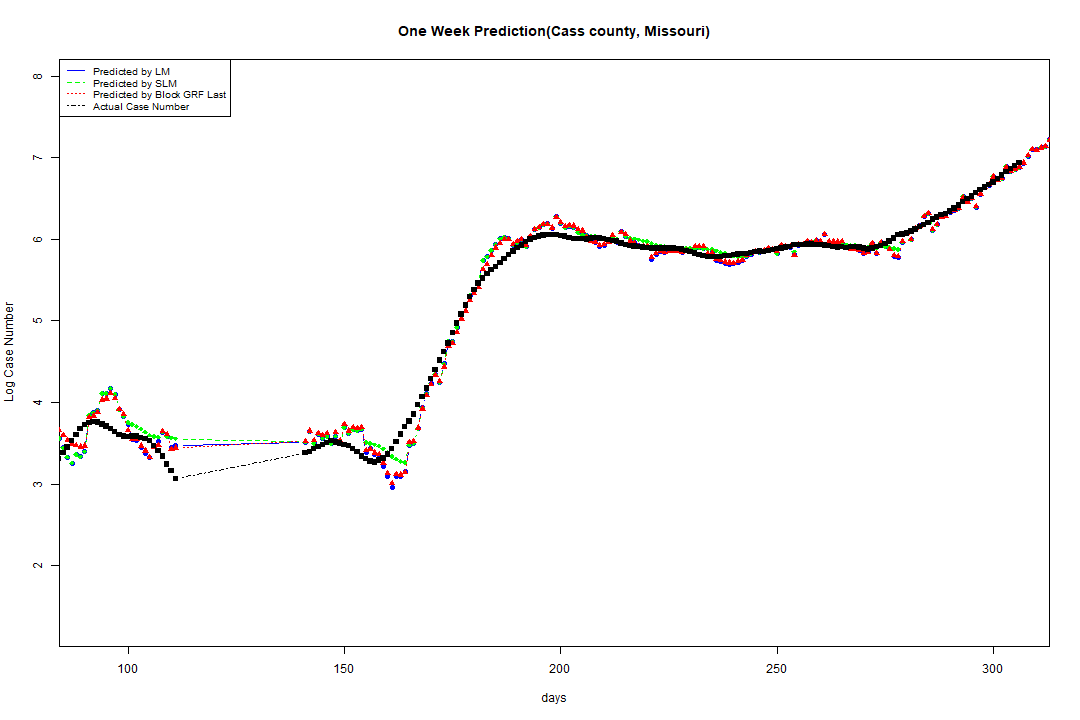 One Week Prediction(Cass county, Missouri)
Predicted by LM
Predicted by SLM
Predicted by Block GRF Last
Actual Case Number
8
7
6
5
4
3
2
Log Case Number
100 150 200 250 300
days